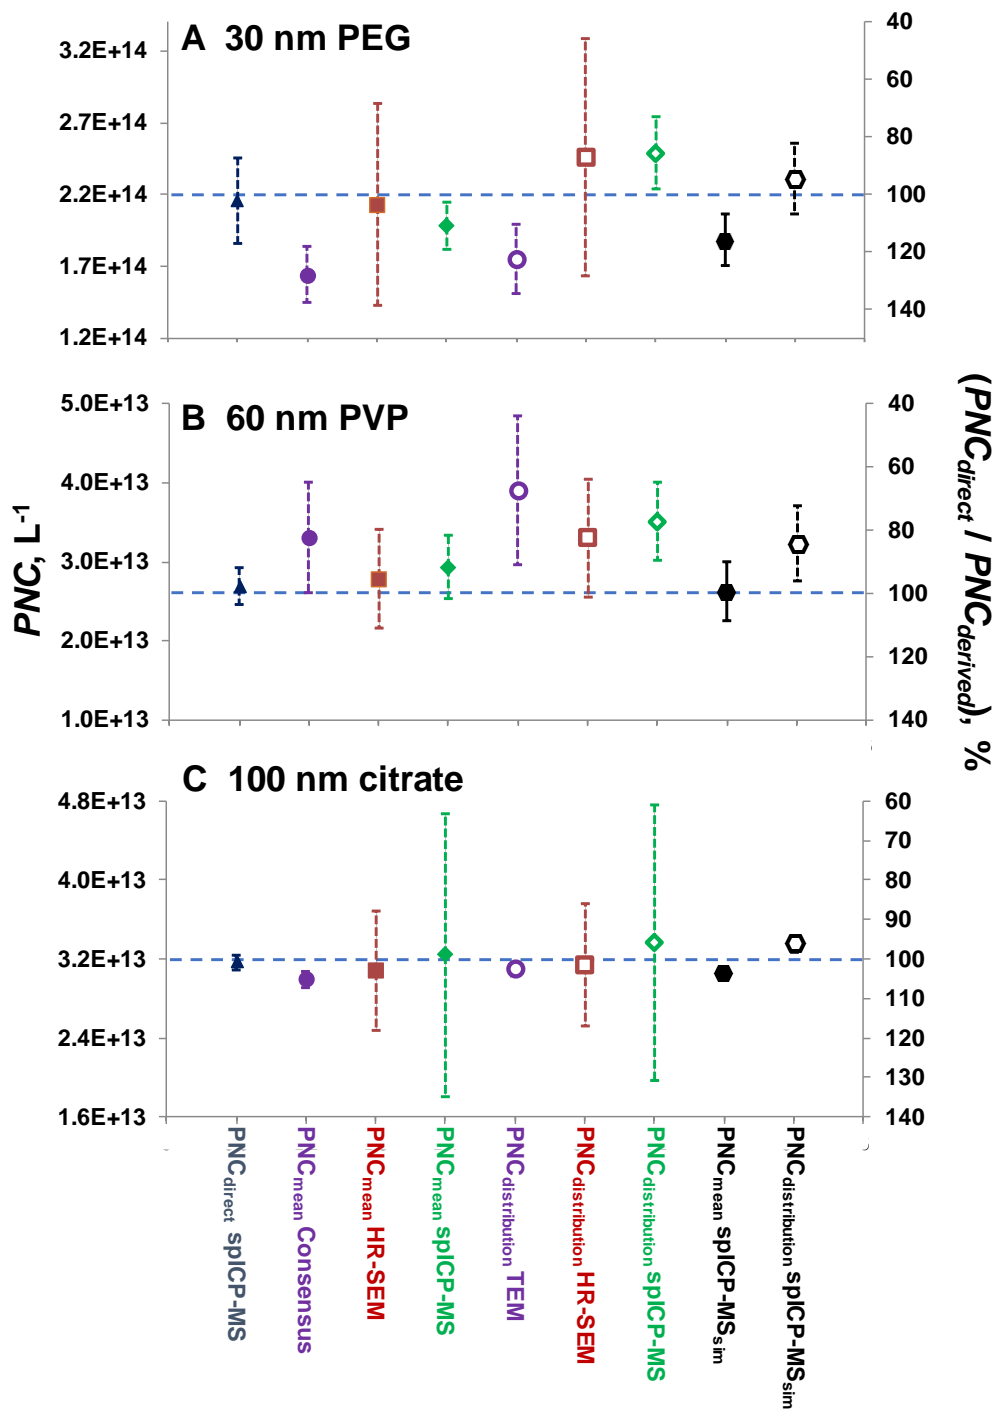 A 30 nm PEG
3.2E+14
2.7E+14
2.2E+14
1.7E+14
1.2E+14
40
60
80
100
120
140
B 60 nm PVP
5.0E+13
4.0E+13
3.0E+13
2.0E+13
1.0E+13
40
60
80
100
120
140
PNC, L-1
(PNCdirect / PNCderived), %
C 100 nm citrate
4.8E+13
4.0E+13
3.2E+13
2.4E+13
1.6E+13
60
70
80
90
100
110
120
130
140
PNCdirect spICP-MS
PNCmean Consensus
PNCmean HR-SEM
PNCmean spICP-MS
PNCdistribution TEM
PNCdistribution HR-SEM
PNCdistribution spICP-MS
PNCmean spICP-MSsim
PNCdistribution spICP-MSsim